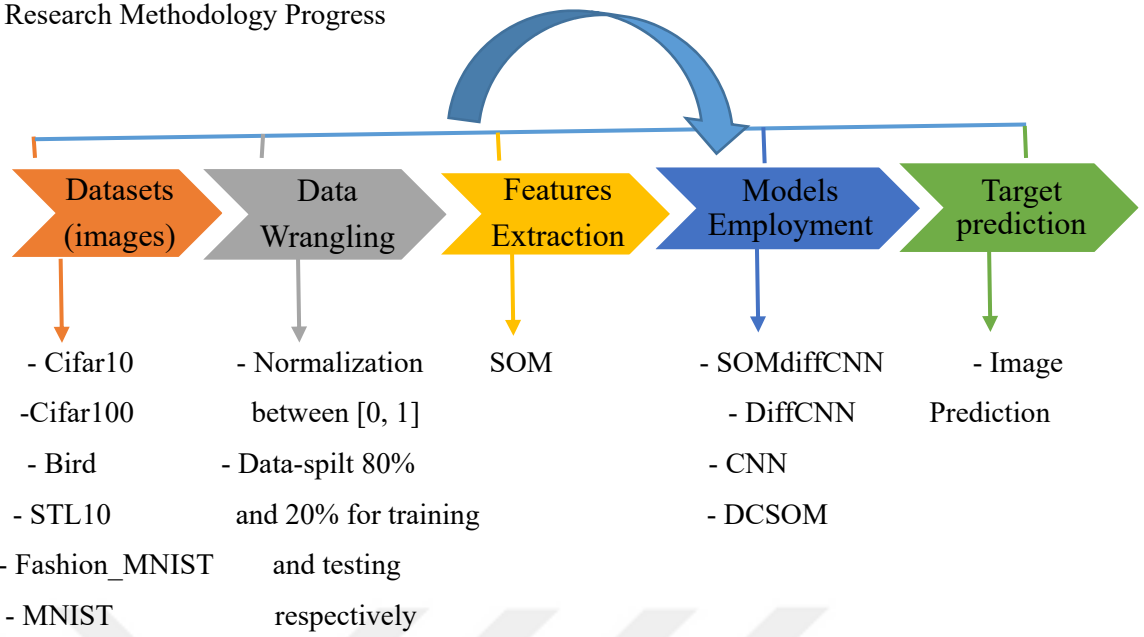 Research Methodology Progress
Datasets
(images)
Data
Wrangling
Features
Extraction
Models
Employment
Target
prediction
- Cifar10
-Cifar100
- Bird
- STL10
- Fashion_MNIST
- MNIST
- Normalization
between [0, 1]
- Data-spilt 80%
and 20% for training
and testing
respectively
SOM
- SOMdiffCNN
- DiffCNN
- CNN
- DCSOM
- Image
Prediction